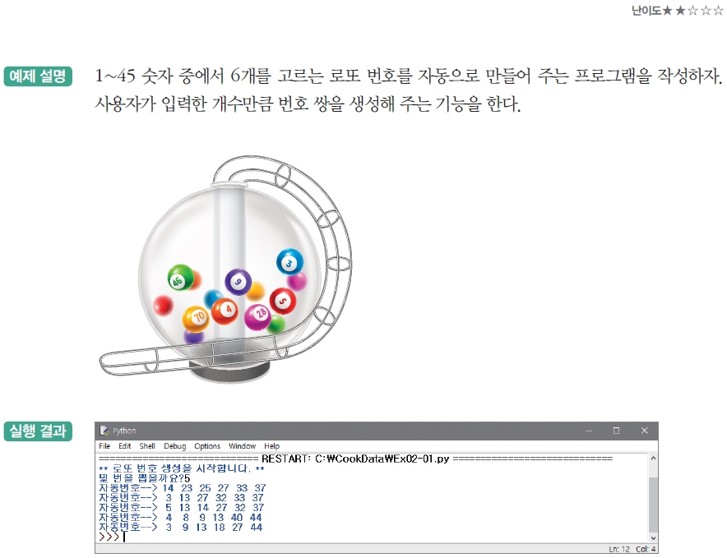 난이도★★☆☆☆
예제 설명
1~45 숫자 중에서 6개를 고르는 로또 번호를 자동으로 만들어 주는 프로그램을 작성하자.
사용자가 입력한 개수만큼 번호 쌍을 생성해 주는 기능을 한다.
46
9
3
70
4
28
5
실행 결과
Python
File Edit Shell Debug Options Window Help
============================ RESTART: C:\CookData\Ex02-01.py ============================
** 로또 번호 생성을 시작합니다. **
몇 번을 뽑을까요?5
자동번호--> 14 23 25 27 33 37
자동번호--> 3 13 27 32 33 37
자동번호--> 5 13 14 27 32 37
자동번호--> 4 8 9 13 40 44
자동번호--> 3 9 13 18 27 44
>>>
Ln: 12 Col: 4